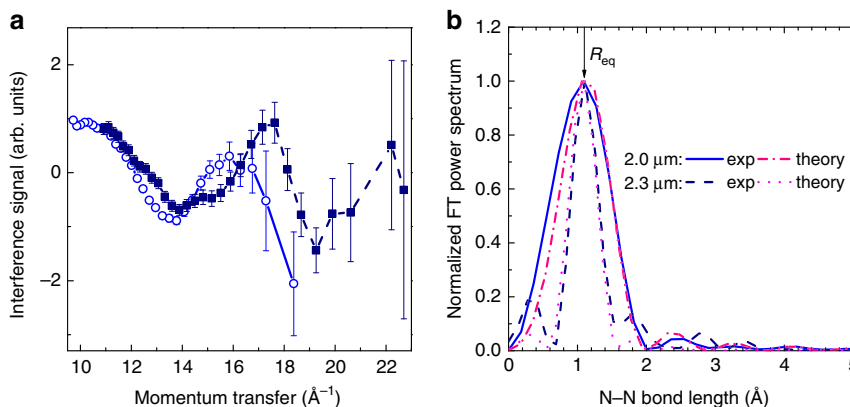 a
Interference signal (arb. units)
2
0
−2
10 12 14 16 18 20 22
Momentum transfer (Å⁻¹)
b
Normalized FT power spectrum
1.0
0.8
0.6
0.4
0.2
0.0
R_eq
2.0 μm: exp theory
2.3 μm: exp theory
0 1 2 3 4 5
N–N bond length (Å)